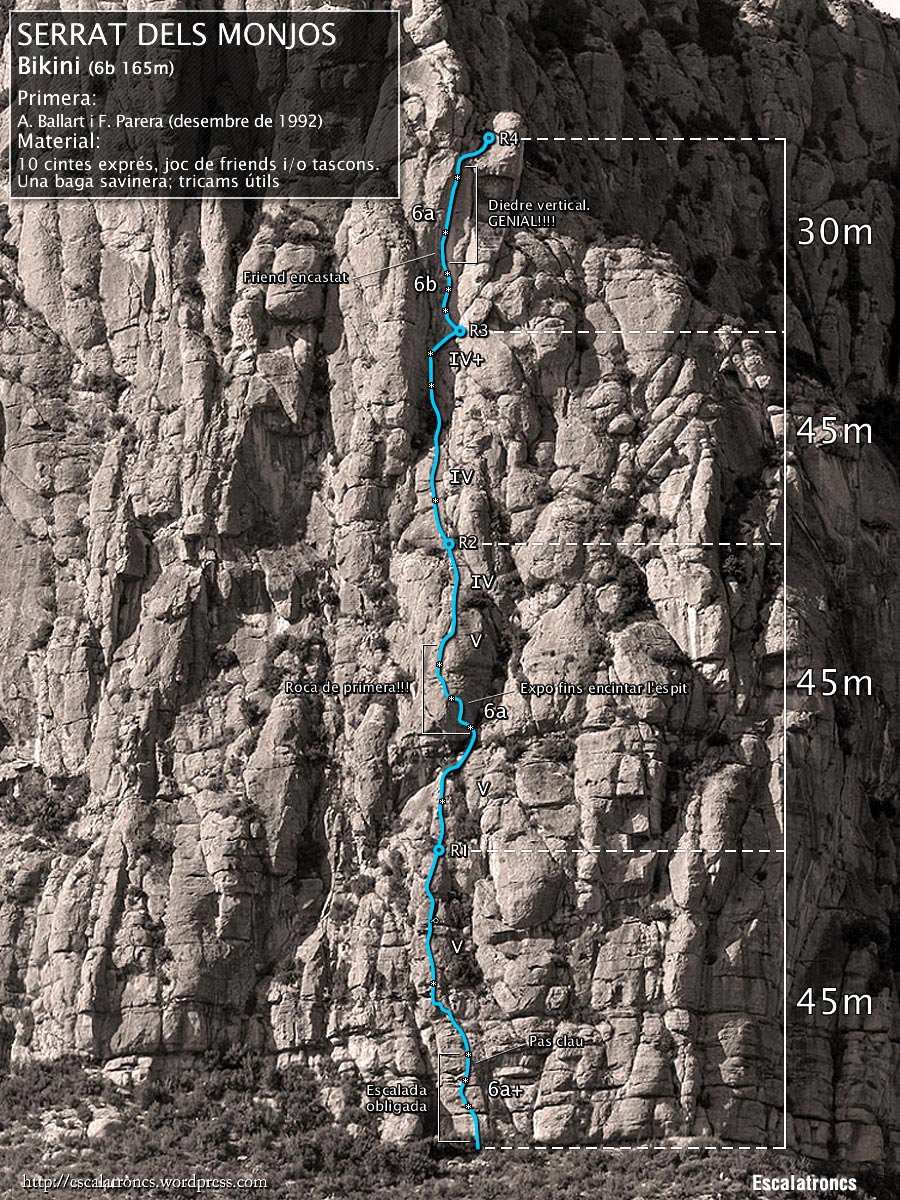 SERRAT DELS MONJOS
Bikini (6b 165m)
Primera:
A. Ballart i F. Parera (desembre de 1992)
Material:
10 cintes exprés, joc de friends i/o tascons.
Una baga savinera; tricams útils
R4
Diedre vertical.
GENIAL!!!!
6a
30m
Friend encastat
6b
R3
IV+
45m
IV
R2
IV
V
Roca de primera!!!
Expo fins encintar l'espit
45m
6a
V
R1
V
45m
Pas clau
Escalada
obligada
6a+
http://escalatroncs.wordpress.com
Escalatroncs